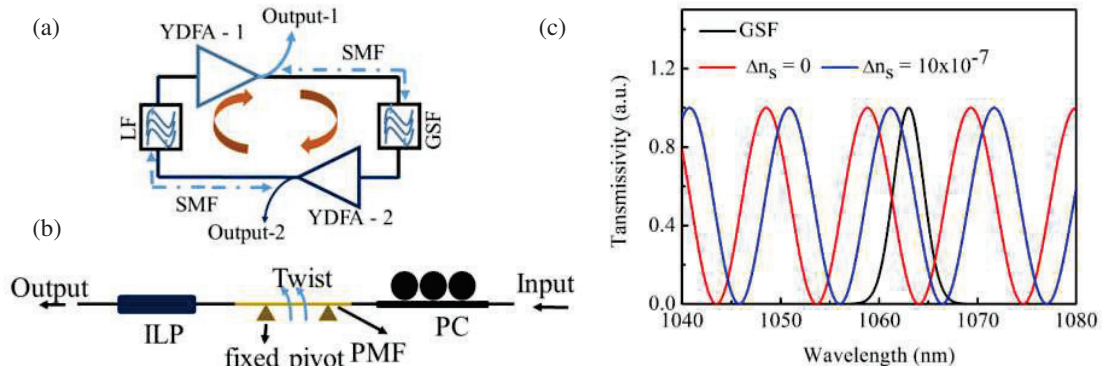 (a)
Output-1
YDFA - 1
SMF
LF
GSF
SMF
YDFA - 2
Output-2
(b)
Twist
Output
Input
ILP
PC
fixed pivot
PMF
(c)
GSF
Δn_s = 0
Δn_s = 10x10^-7
1.2
0.8
0.4
0.0
Tansmissivity (a.u.)
1040 1050 1060 1070 1080
Wavelength (nm)